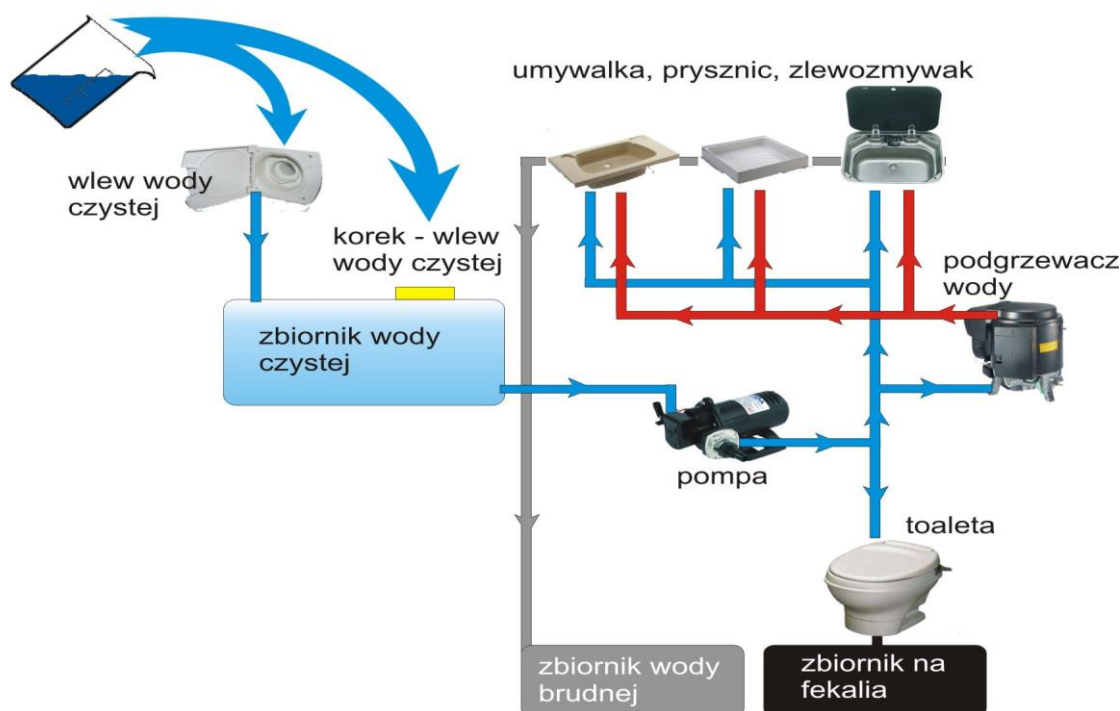 umywalka, prysznic, zlewozmywak
wlew wody
czystej
korek - wlew
wody czystej
podgrzewacz
wody
zbiornik wody
czystej
pompa
toaleta
zbiornik wody
brudnej
zbiornik na
fekalia